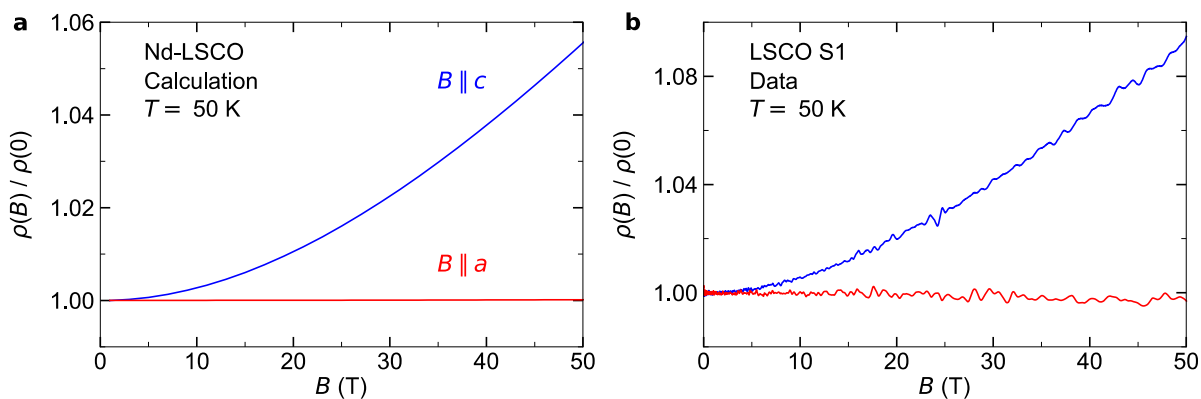 a
Nd-LSCO
Calculation
T = 50 K
B ∥ c
B ∥ a
ρ(B) / ρ(0)
1.06
1.04
1.02
1.00
0 10 20 30 40 50
B (T)
b
LSCO S1
Data
T = 50 K
ρ(B) / ρ(0)
1.08
1.04
1.00
0 10 20 30 40 50
B (T)